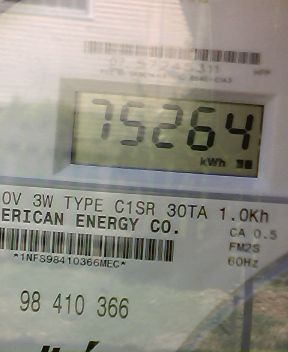 75264
kWh
0V 3W TYPE C1SR 30TA 1.0Kh
ERICAN ENERGY CO.
CA 0.5
FM2S
60Hz
*1NFS98410366MEC*
98 410 366